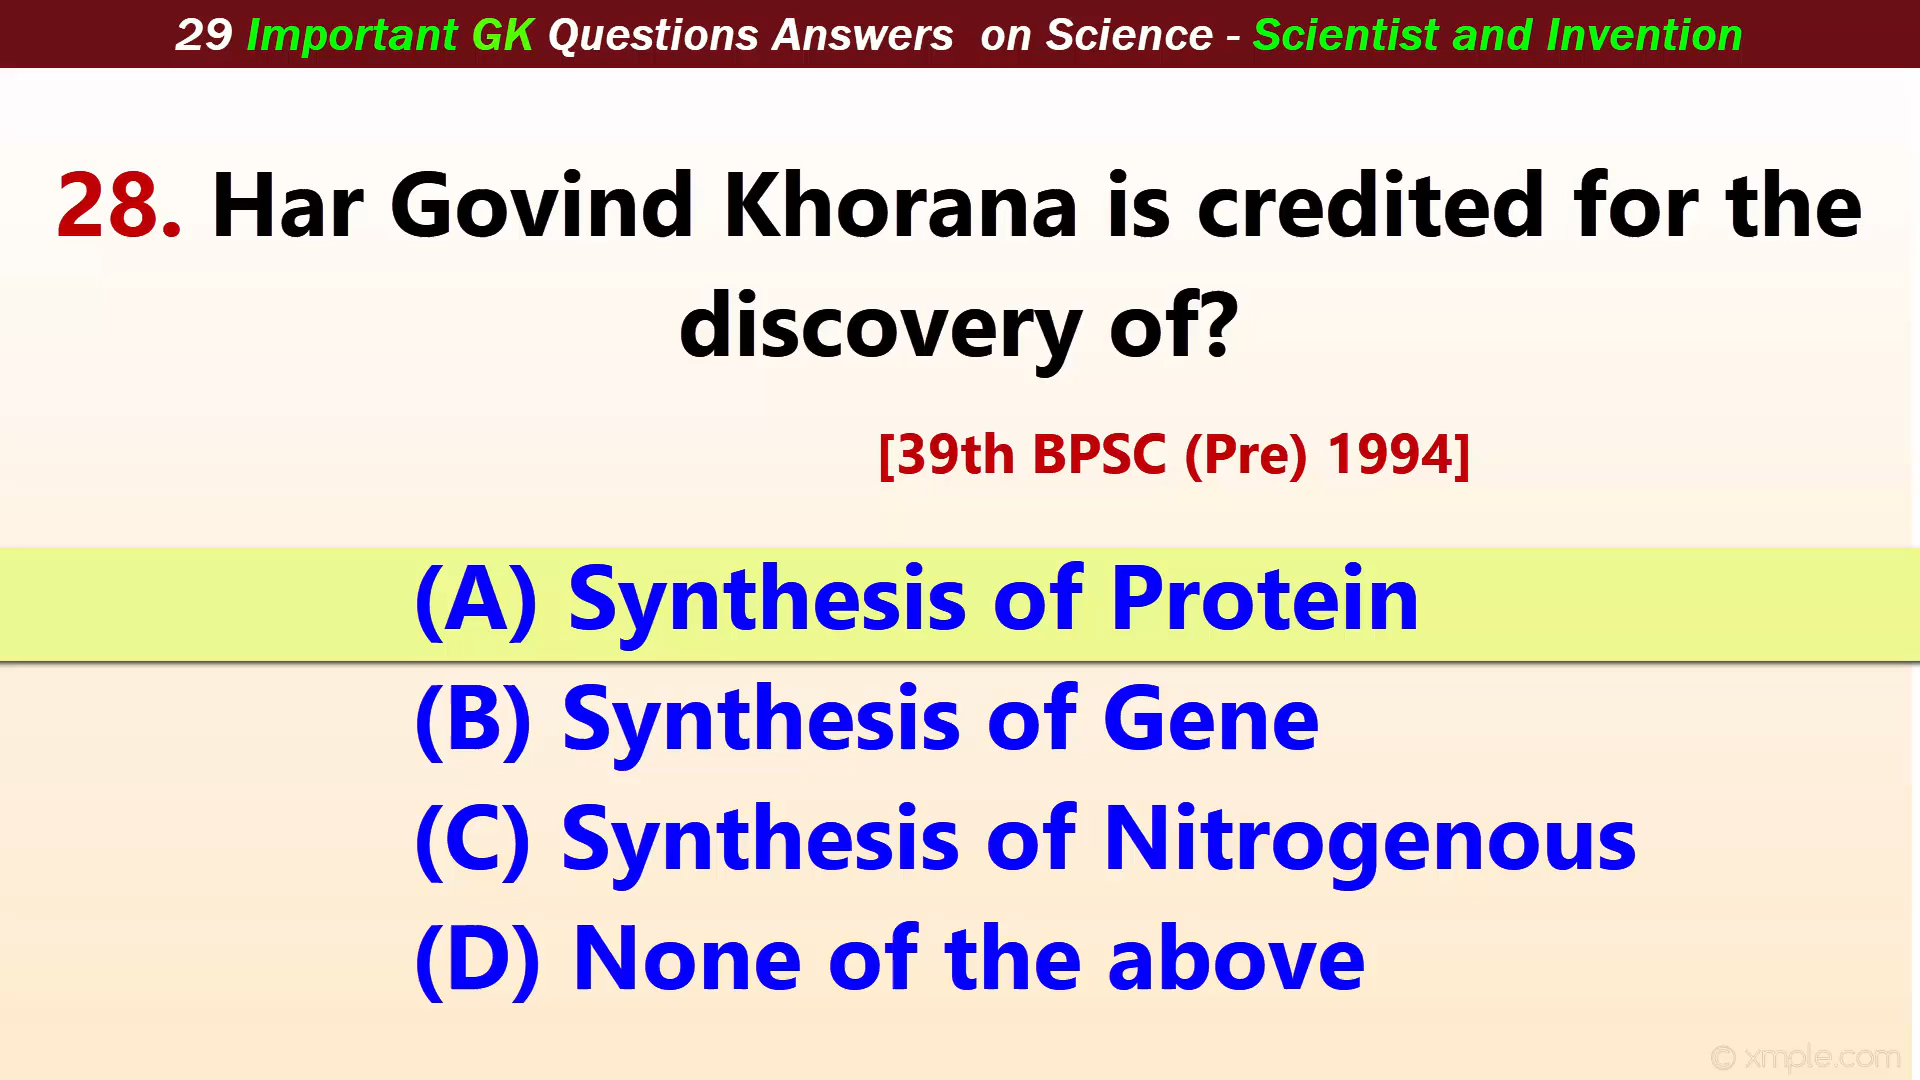 29 Important GK Questions Answers on Science - Scientist and Invention
28. Har Govind Khorana is credited for the
discovery of?
[39th BPSC (Pre) 1994]
(A) Synthesis of Protein
(B) Synthesis of Gene
(C) Synthesis of Nitrogenous
(D) None of the above
© xmple.com